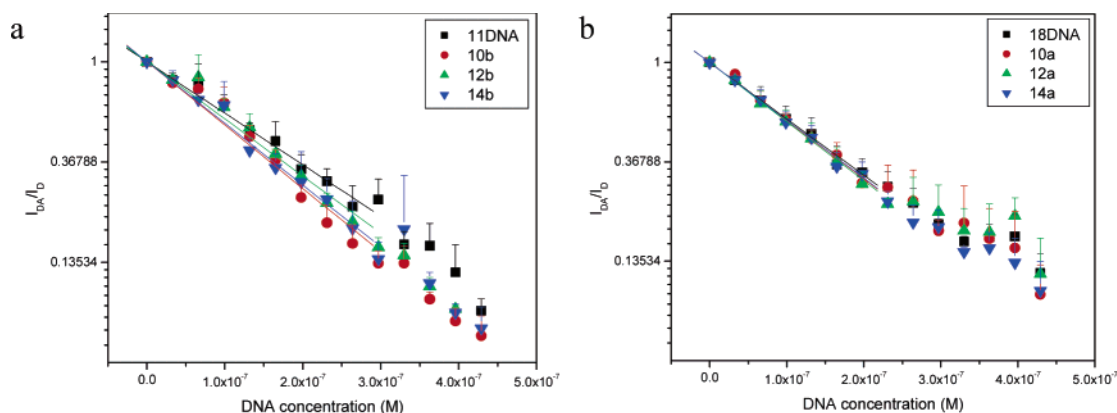 a
I_DA/I_D
1
0.36788
0.13534
11DNA
10b
12b
14b
0.0
1.0x10⁻⁷
2.0x10⁻⁷
3.0x10⁻⁷
4.0x10⁻⁷
5.0x10⁻⁷
DNA concentration (M)
b
I_DA/I_D
1
0.36788
0.13534
18DNA
10a
12a
14a
0.0
1.0x10⁻⁷
2.0x10⁻⁷
3.0x10⁻⁷
4.0x10⁻⁷
5.0x10⁻⁷
DNA concentration (M)